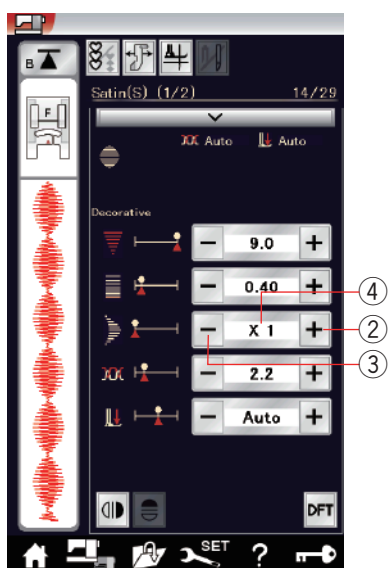 B
F
Satin(S) (1/2) 14/29
Auto Auto
Decorative
− 9.0 +
− 0.40 +
④
− X 1 +
②
③
− 2.2 +
− Auto +
DFT
SET
?